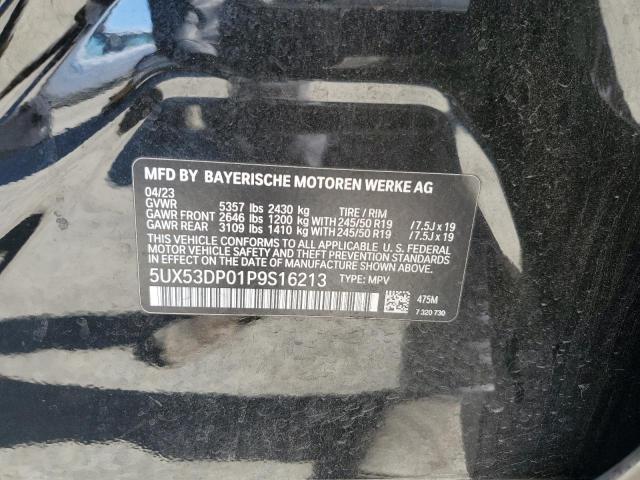 MFD BY BAYERISCHE MOTOREN WERKE AG
04/23
GVWR 5357 lbs 2430 kg TIRE / RIM
GAWR FRONT 2646 lbs 1200 kg WITH 245/50 R19 /7.5J x 19
GAWR REAR 3109 lbs 1410 kg WITH 245/50 R19 /7.5J x 19
THIS VEHICLE CONFORMS TO ALL APPLICABLE U. S. FEDERAL
MOTOR VEHICLE SAFETY AND THEFT PREVENTION STANDARDS
IN EFFECT ON THE DATE OF MANUFACTURE SHOWN ABOVE.
5UX53DP01P9S16213 TYPE: MPV
475M
7 320 730